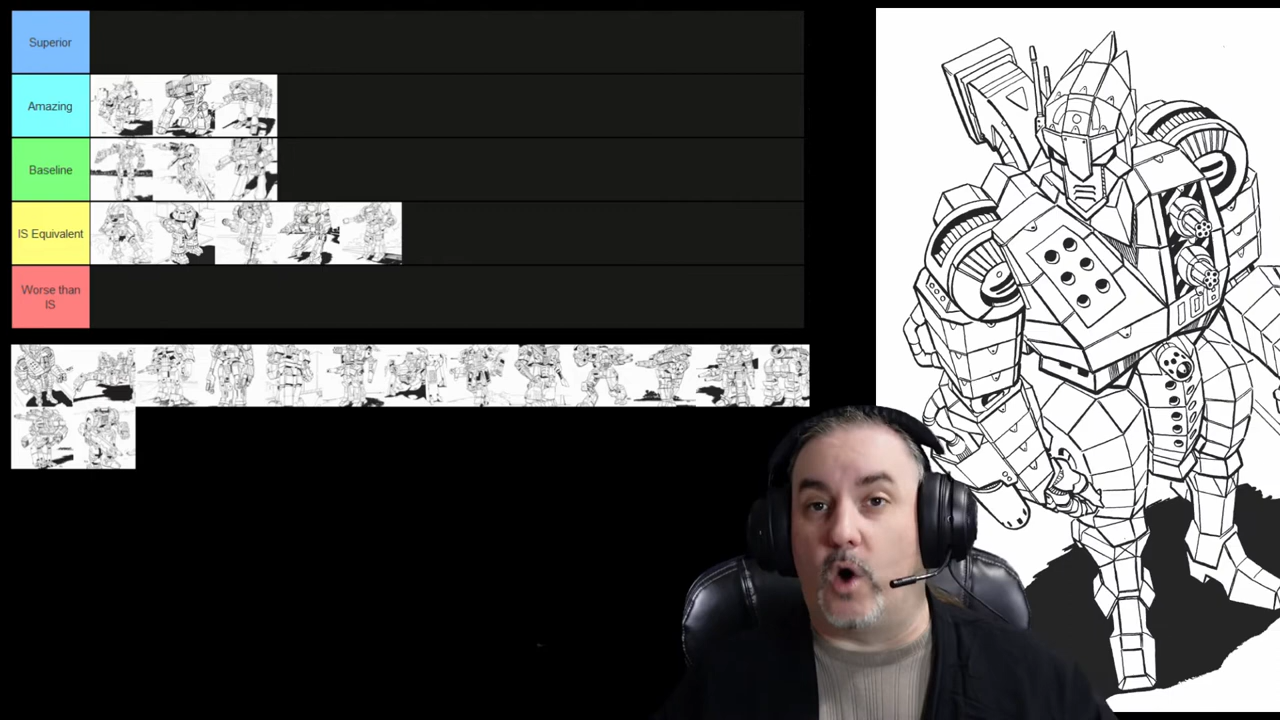 Superior
Amazing
Baseline
IS Equivalent
Worse than
IS